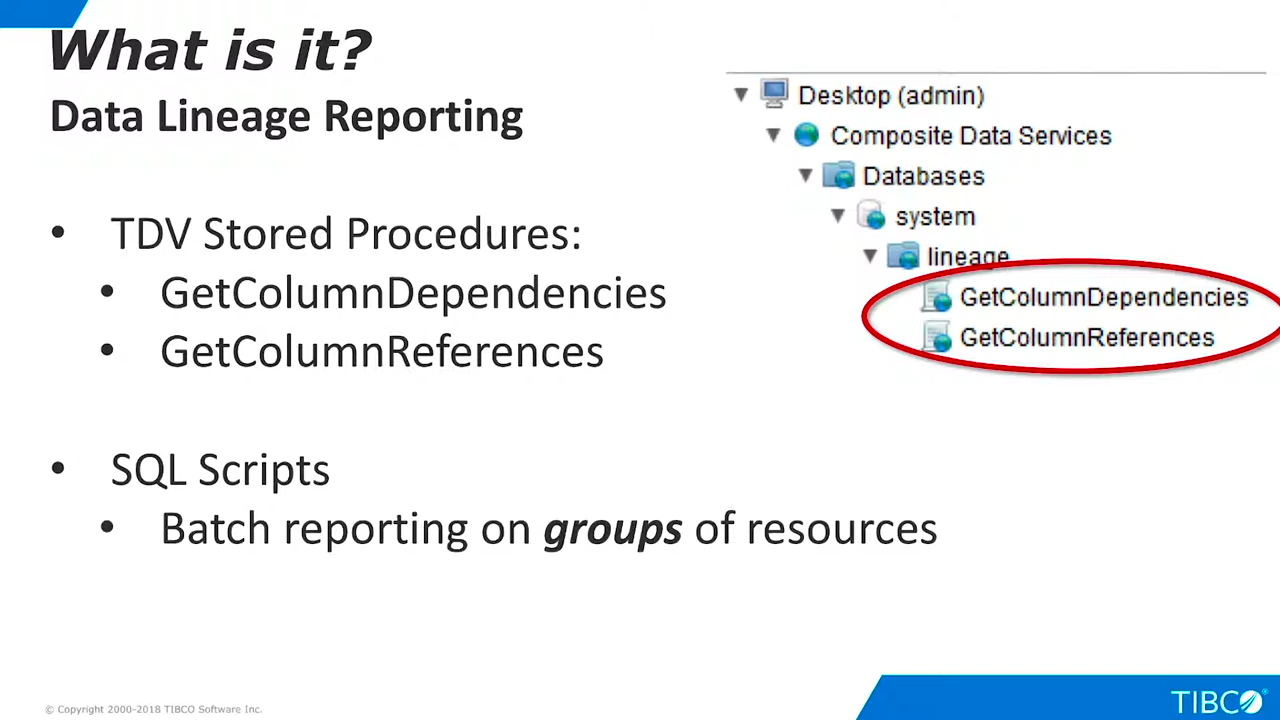 What is it?
Data Lineage Reporting
• TDV Stored Procedures:
• GetColumnDependencies
• GetColumnReferences
• SQL Scripts
• Batch reporting on groups of resources
Desktop (admin)
Composite Data Services
Databases
system
lineage
GetColumnDependencies
GetColumnReferences
© Copyright 2000-2018 TIBCO Software Inc.
TIBCO®